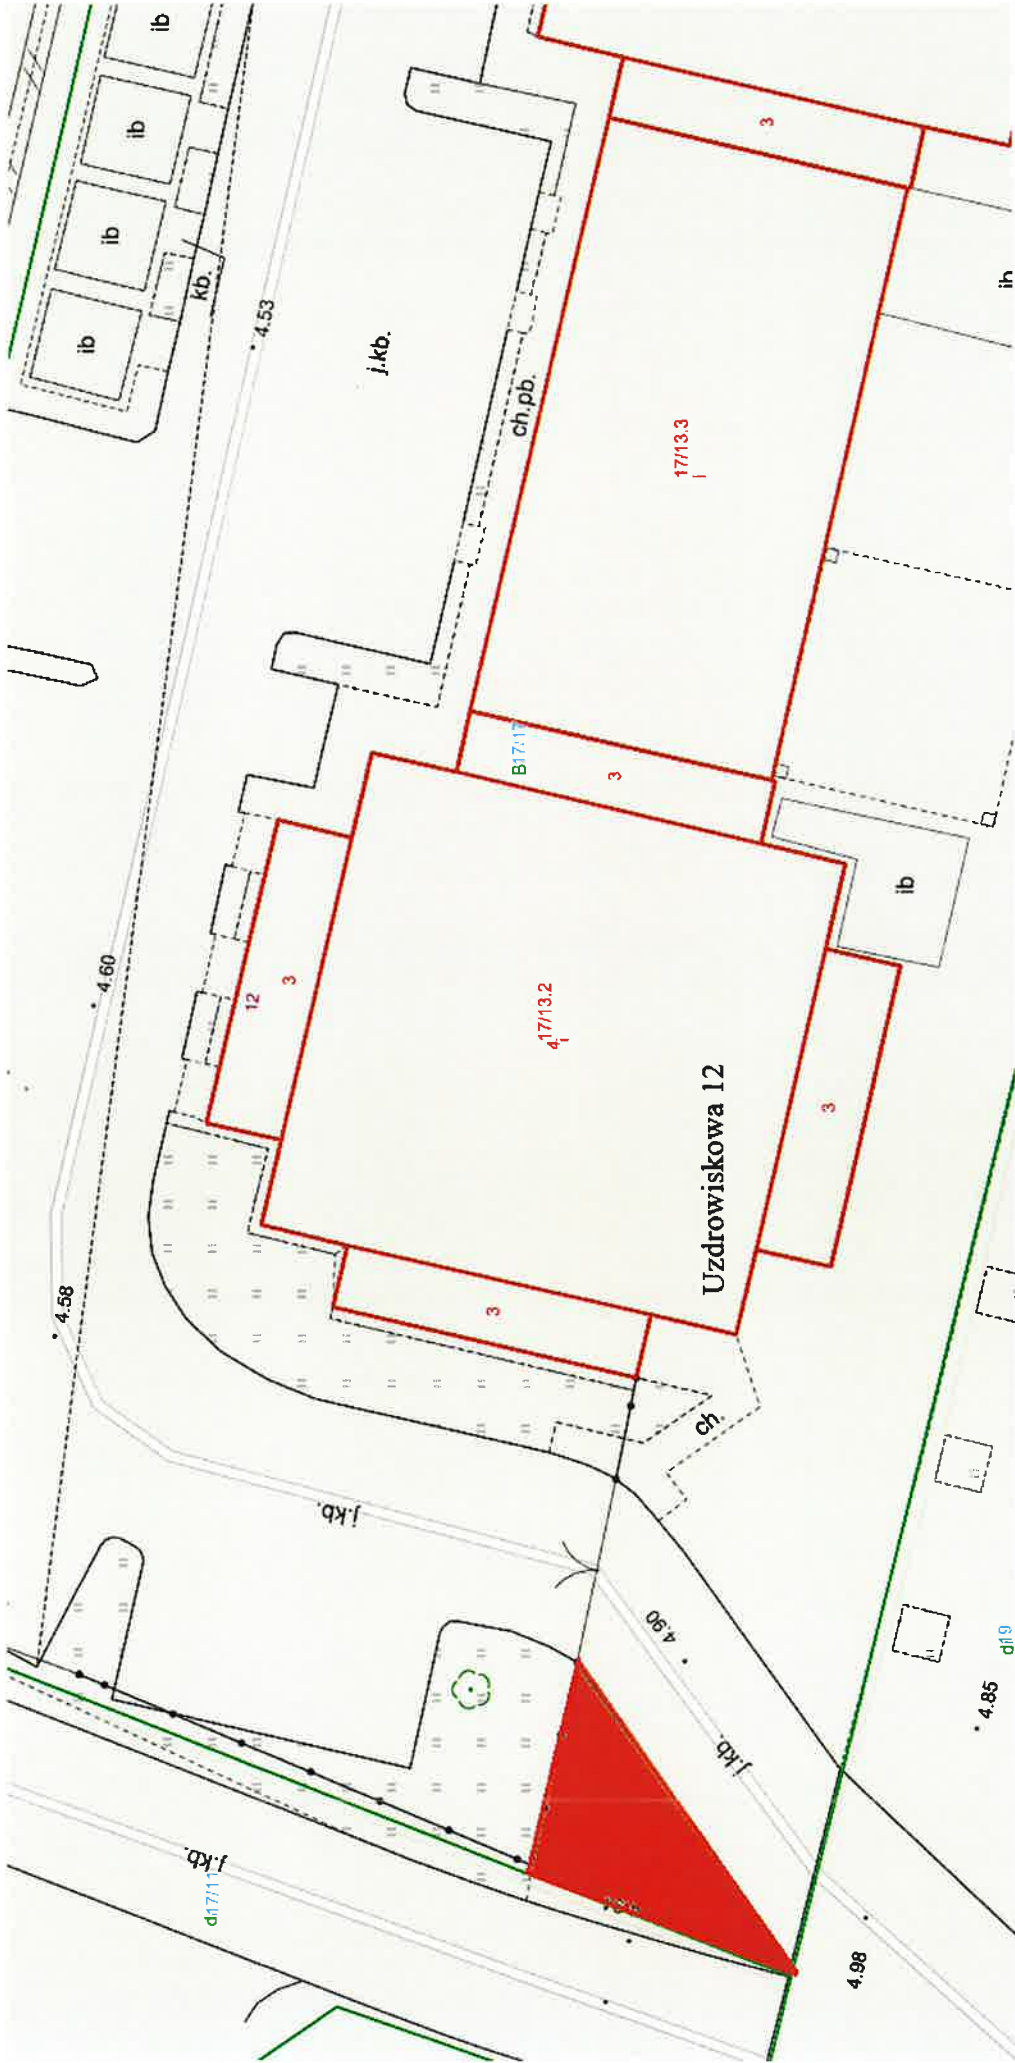 ib
ib
ib
ib
kb.
4.53
j.kb.
ch.pb.
3
17/13.3
i
B17/17
3
ib
4.60
12
3
17/13.2
4
i
Uzdrowiskowa 12
3
3
4.58
ch
j.kb.
4.90
j.kb.
4.85
4.98
j.kb.
dr17/11